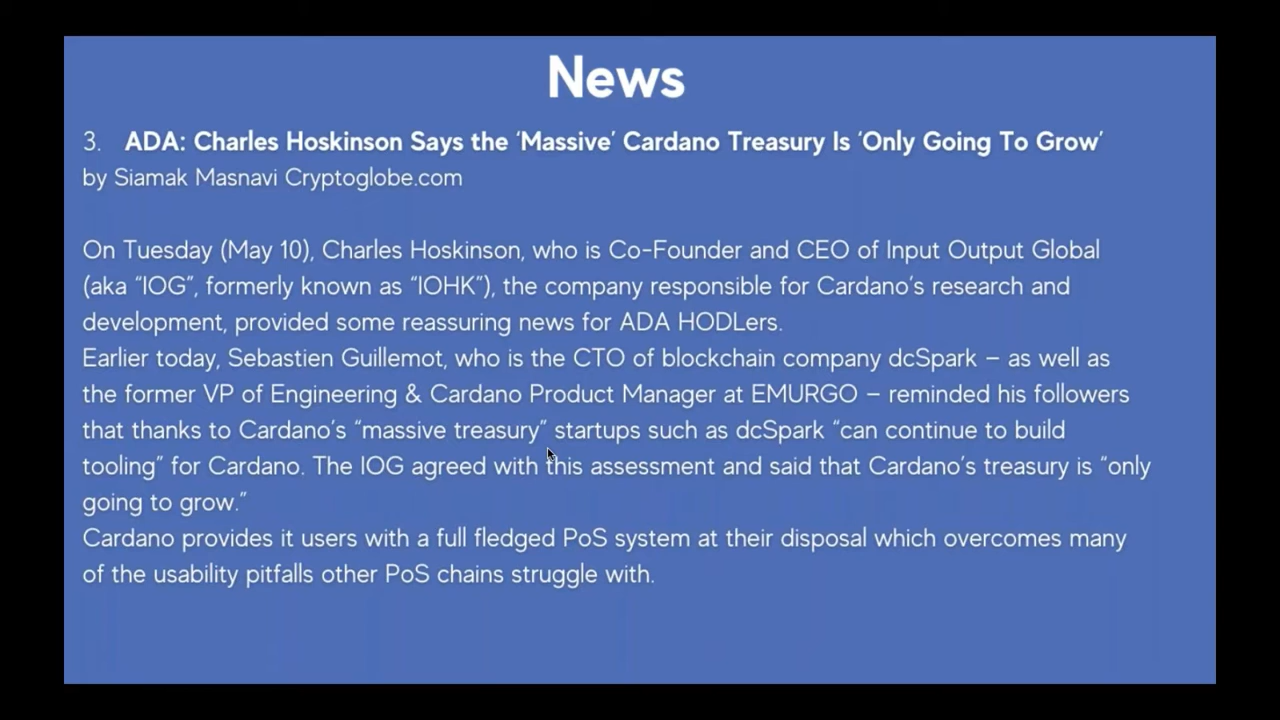 News
3. ADA: Charles Hoskinson Says the ‘Massive’ Cardano Treasury Is ‘Only Going To Grow’
by Siamak Masnavi Cryptoglobe.com
On Tuesday (May 10), Charles Hoskinson, who is Co-Founder and CEO of Input Output Global
(aka “IOG”, formerly known as “IOHK”), the company responsible for Cardano’s research and
development, provided some reassuring news for ADA HODLers.
Earlier today, Sebastien Guillemot, who is the CTO of blockchain company dcSpark – as well as
the former VP of Engineering & Cardano Product Manager at EMURGO – reminded his followers
that thanks to Cardano’s “massive treasury” startups such as dcSpark “can continue to build
tooling” for Cardano. The IOG agreed with this assessment and said that Cardano’s treasury is “only
going to grow.”
Cardano provides it users with a full fledged PoS system at their disposal which overcomes many
of the usability pitfalls other PoS chains struggle with.